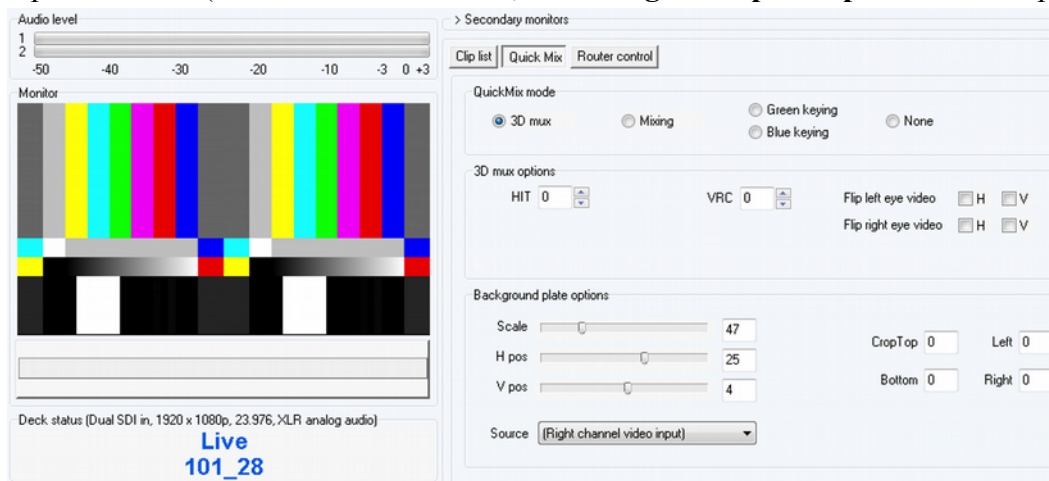 Audio level
1
2
-50 -40 -30 -20 -10 -3 0 +3
Monitor
Deck status (Dual SDI in, 1920 x 1080p, 23.976, XLR analog audio)
Live
101_28
> Secondary monitors
Clip list Quick Mix Router control
QuickMix mode
3D mux Mixing Green keying None
Blue keying
3D mux options
HIT 0 VRC 0 Flip left eye video H V
Flip right eye video H V
Background plate options
Scale 47
H pos 25
V pos 4
CropTop 0 Left 0
Bottom 0 Right 0
Source (Right channel video input)